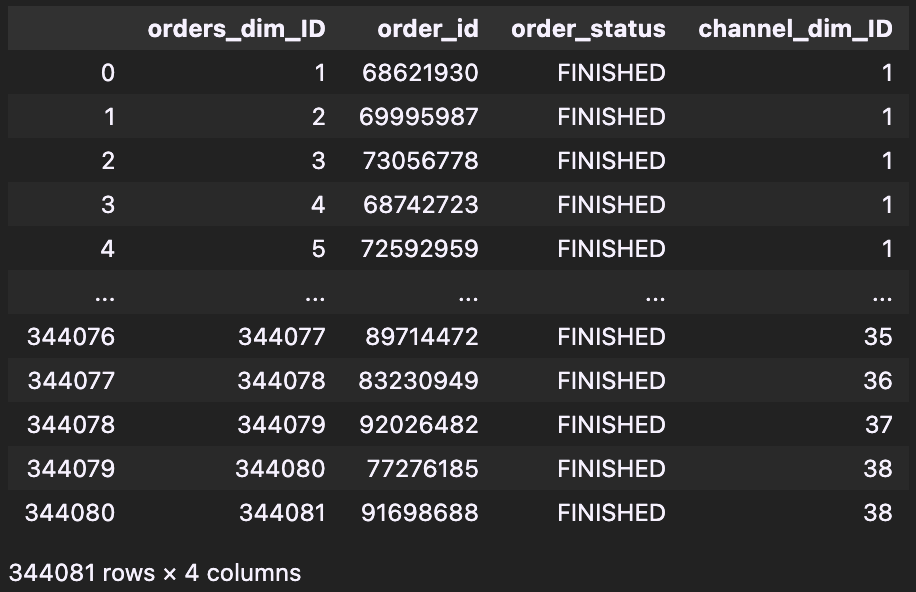 orders_dim_ID order_id order_status channel_dim_ID
0 1 68621930 FINISHED 1
1 2 69995987 FINISHED 1
2 3 73056778 FINISHED 1
3 4 68742723 FINISHED 1
4 5 72592959 FINISHED 1
... ... ... ... ...
344076 344077 89714472 FINISHED 35
344077 344078 83230949 FINISHED 36
344078 344079 92026482 FINISHED 37
344079 344080 77276185 FINISHED 38
344080 344081 91698688 FINISHED 38
344081 rows × 4 columns